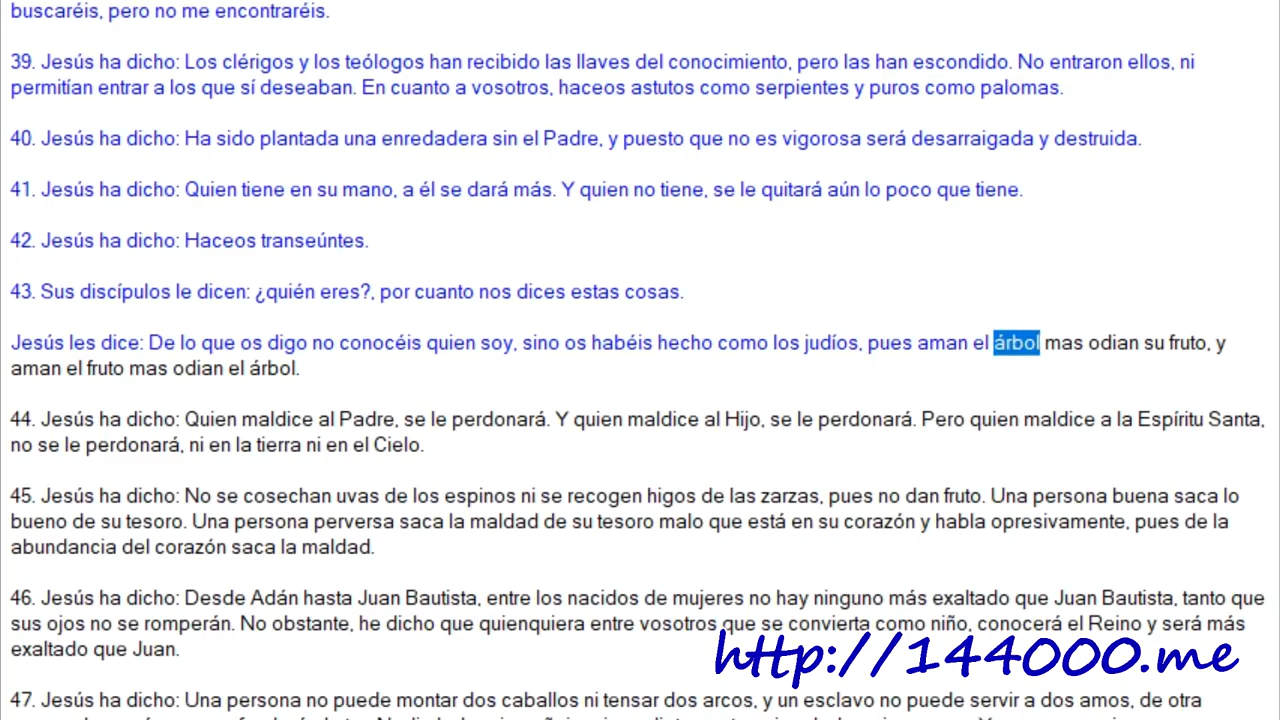 buscaréis, pero no me encontraréis.
39. Jesús ha dicho: Los clérigos y los teólogos han recibido las llaves del conocimiento, pero las han escondido. No entraron ellos, ni
permitían entrar a los que sí deseaban. En cuanto a vosotros, haceos astutos como serpientes y puros como palomas.
40. Jesús ha dicho: Ha sido plantada una enredadera sin el Padre, y puesto que no es vigorosa será desarraigada y destruida.
41. Jesús ha dicho: Quien tiene en su mano, a él se dará más. Y quien no tiene, se le quitará aún lo poco que tiene.
42. Jesús ha dicho: Haceos transeúntes.
43. Sus discípulos le dicen: ¿quién eres?, por cuanto nos dices estas cosas.
Jesús les dice: De lo que os digo no conocéis quien soy, sino os habéis hecho como los judíos, pues aman el árbol mas odian su fruto, y
aman el fruto mas odian el árbol.
44. Jesús ha dicho: Quien maldice al Padre, se le perdonará. Y quien maldice al Hijo, se le perdonará. Pero quien maldice a la Espíritu Santa,
no se le perdonará, ni en la tierra ni en el Cielo.
45. Jesús ha dicho: No se cosechan uvas de los espinos ni se recogen higos de las zarzas, pues no dan fruto. Una persona buena saca lo
bueno de su tesoro. Una persona perversa saca la maldad de su tesoro malo que está en su corazón y habla opresivamente, pues de la
abundancia del corazón saca la maldad.
46. Jesús ha dicho: Desde Adán hasta Juan Bautista, entre los nacidos de mujeres no hay ninguno más exaltado que Juan Bautista, tanto que
sus ojos no se romperán. No obstante, he dicho que quienquiera entre vosotros que se convierta como niño, conocerá el Reino y será más
exaltado que Juan.
http://144000.me
47. Jesús ha dicho: Una persona no puede montar dos caballos ni tensar dos arcos, y un esclavo no puede servir a dos amos, de otra